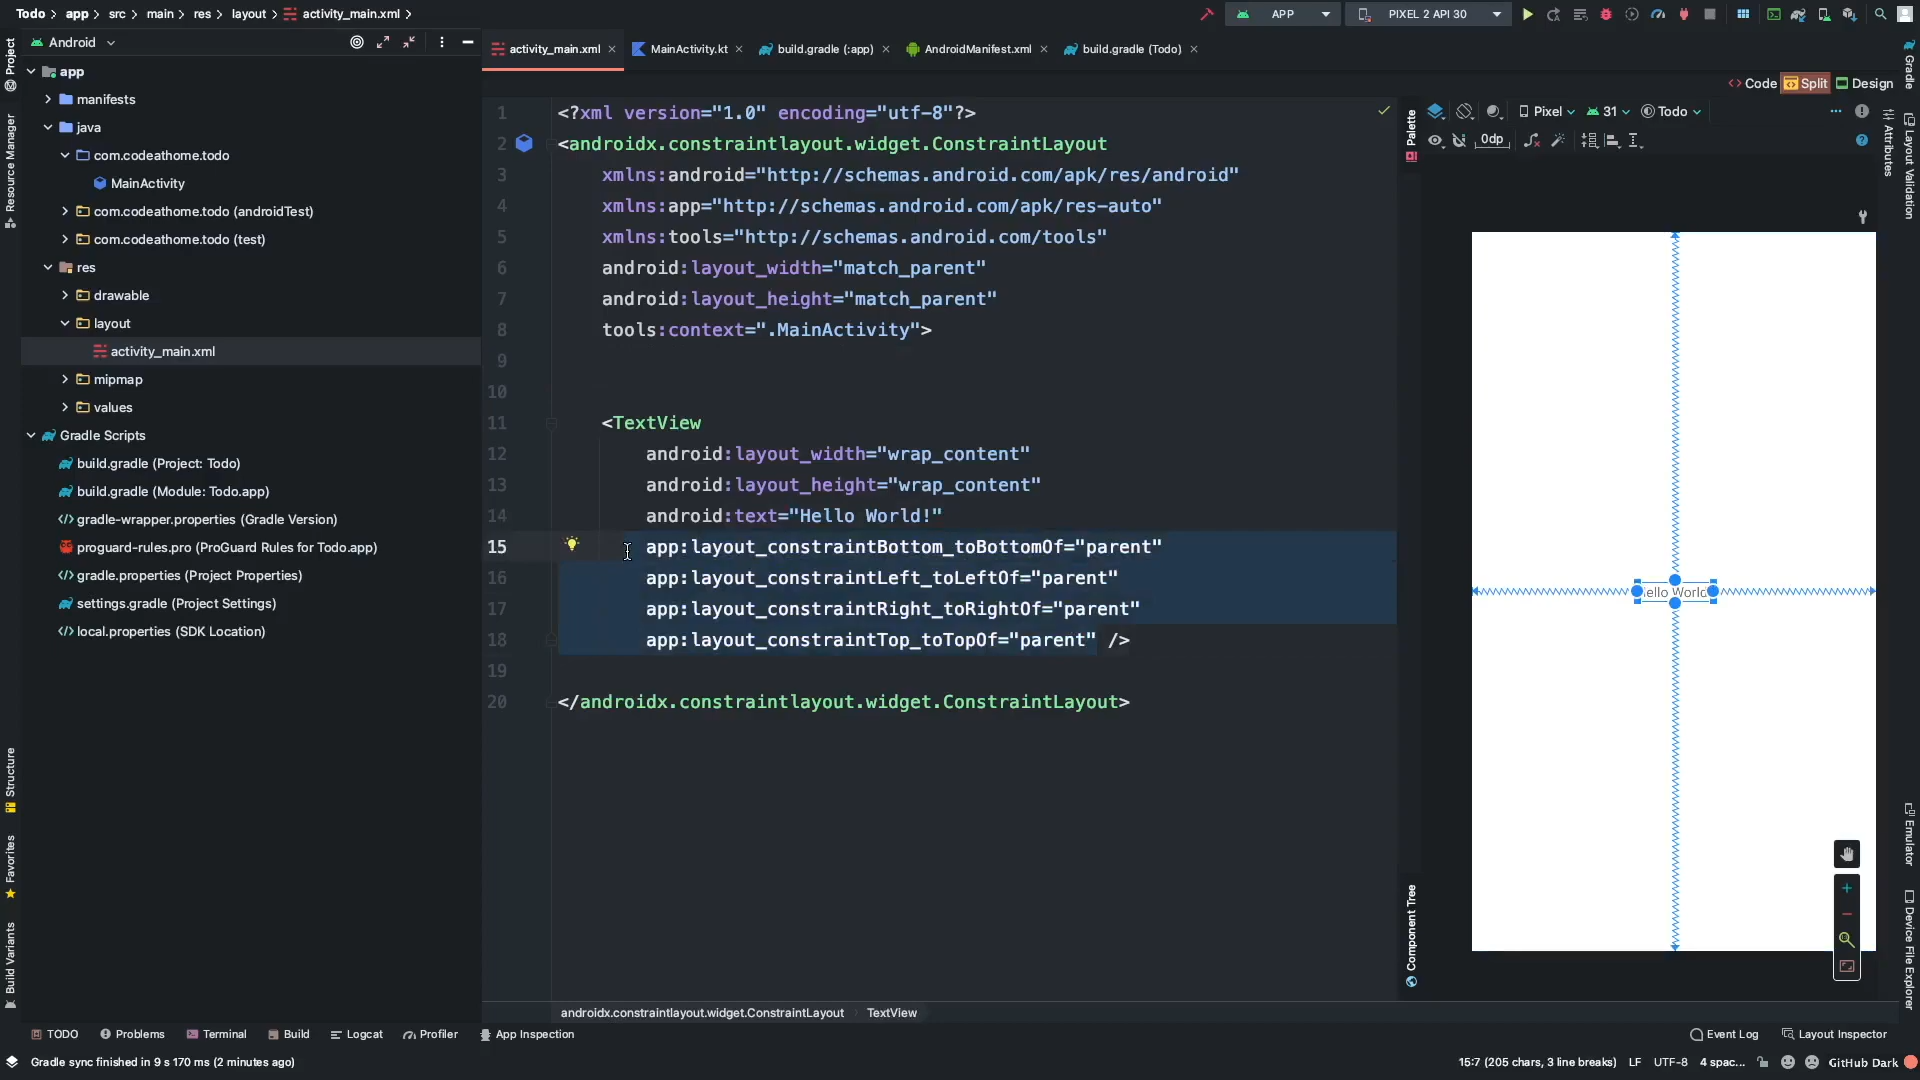 Todo app src main res layout activity_main.xml
APP
PIXEL 2 API 30
Android
Project
Resource Manager
Structure
Favorites
Build Variants
app
manifests
java
com.codeathome.todo
MainActivity
com.codeathome.todo (androidTest)
com.codeathome.todo (test)
res
drawable
layout
activity_main.xml
mipmap
values
Gradle Scripts
build.gradle (Project: Todo)
build.gradle (Module: Todo.app)
gradle-wrapper.properties (Gradle Version)
proguard-rules.pro (ProGuard Rules for Todo.app)
gradle.properties (Project Properties)
settings.gradle (Project Settings)
local.properties (SDK Location)
activity_main.xml MainActivity.kt build.gradle (:app) AndroidManifest.xml build.gradle (Todo)
Code Split Design
1 <?xml version="1.0" encoding="utf-8"?>
2 <androidx.constraintlayout.widget.ConstraintLayout
3 xmlns:android="http://schemas.android.com/apk/res/android"
4 xmlns:app="http://schemas.android.com/apk/res-auto"
5 xmlns:tools="http://schemas.android.com/tools"
6 android:layout_width="match_parent"
7 android:layout_height="match_parent"
8 tools:context=".MainActivity">
9
10
11 <TextView
12 android:layout_width="wrap_content"
13 android:layout_height="wrap_content"
14 android:text="Hello World!"
15 app:layout_constraintBottom_toBottomOf="parent"
16 app:layout_constraintLeft_toLeftOf="parent"
17 app:layout_constraintRight_toRightOf="parent"
18 app:layout_constraintTop_toTopOf="parent" />
19
20 </androidx.constraintlayout.widget.ConstraintLayout>
Palette
Component Tree
Pixel 31 Todo
0dp
ello World
Gradle
Attributes
Layout Validation
Emulator
Device File Explorer
androidx.constraintlayout.widget.ConstraintLayout TextView
TODO Problems Terminal Build Logcat Profiler App Inspection
Event Log Layout Inspector
Gradle sync finished in 9 s 170 ms (2 minutes ago)
15:7 (205 chars, 3 line breaks) LF UTF-8 4 spac... GitHub Dark